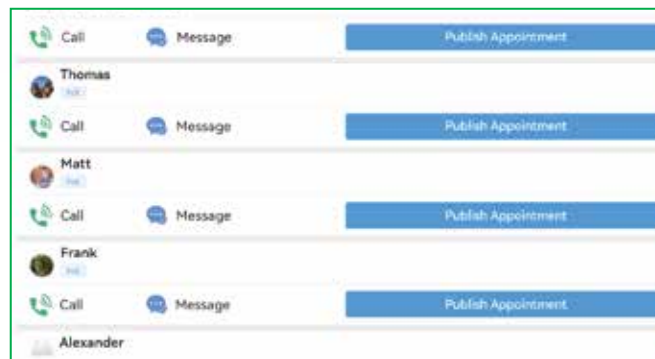 Call Message Publish Appointment
Thomas
Call Message Publish Appointment
Matt
Call Message Publish Appointment
Frank
Call Message Publish Appointment
Alexander